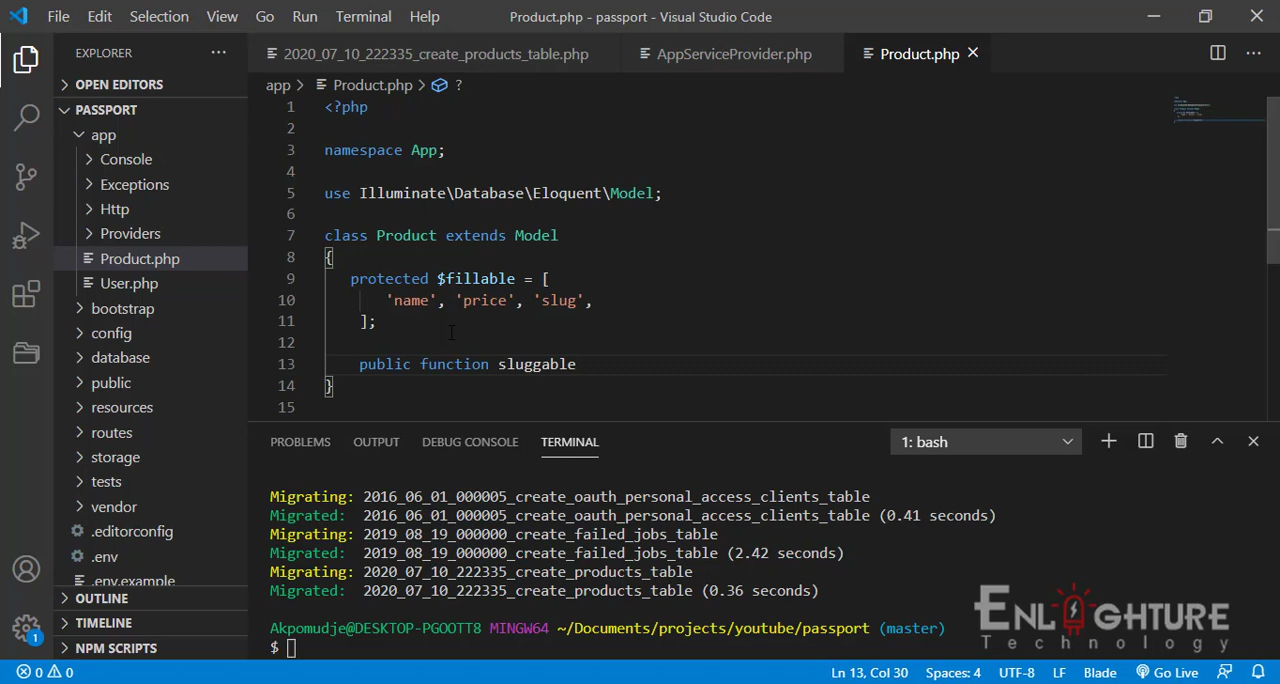 File Edit Selection View Go Run Terminal Help Product.php - passport - Visual Studio Code
EXPLORER
OPEN EDITORS
PASSPORT
app
Console
Exceptions
Http
Providers
Product.php
User.php
bootstrap
config
database
public
resources
routes
storage
tests
vendor
.editorconfig
.env
.env.example
OUTLINE
TIMELINE
NPM SCRIPTS
2020_07_10_222335_create_products_table.php AppServiceProvider.php Product.php
app > Product.php > ?
1 <?php
2
3 namespace App;
4
5 use Illuminate\Database\Eloquent\Model;
6
7 class Product extends Model
8 {
9 protected $fillable = [
10 'name', 'price', 'slug',
11 ];
12
13 public function sluggable
14 }
15
PROBLEMS OUTPUT DEBUG CONSOLE TERMINAL 1: bash
Migrating: 2016_06_01_000005_create_oauth_personal_access_clients_table
Migrated: 2016_06_01_000005_create_oauth_personal_access_clients_table (0.41 seconds)
Migrating: 2019_08_19_000000_create_failed_jobs_table
Migrated: 2019_08_19_000000_create_failed_jobs_table (2.42 seconds)
Migrating: 2020_07_10_222335_create_products_table
Migrated: 2020_07_10_222335_create_products_table (0.36 seconds)
Akpomudje@DESKTOP-PGOOTT8 MINGW64 ~/Documents/projects/youtube/passport (master)
$
ENLIGHTURE
Technology
1
0 0 Ln 13, Col 30 Spaces: 4 UTF-8 LF Blade Go Live